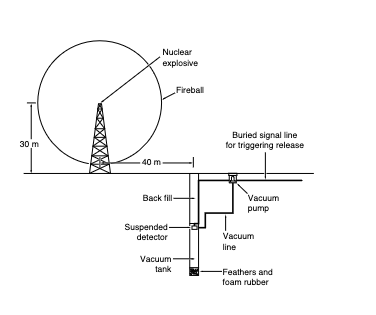 Nuclear
explosive
Fireball
30 m
40 m
Buried signal line
for triggering release
Back fill
Vacuum
pump
Suspended
detector
Vacuum
line
Vacuum
tank
Feathers and
foam rubber